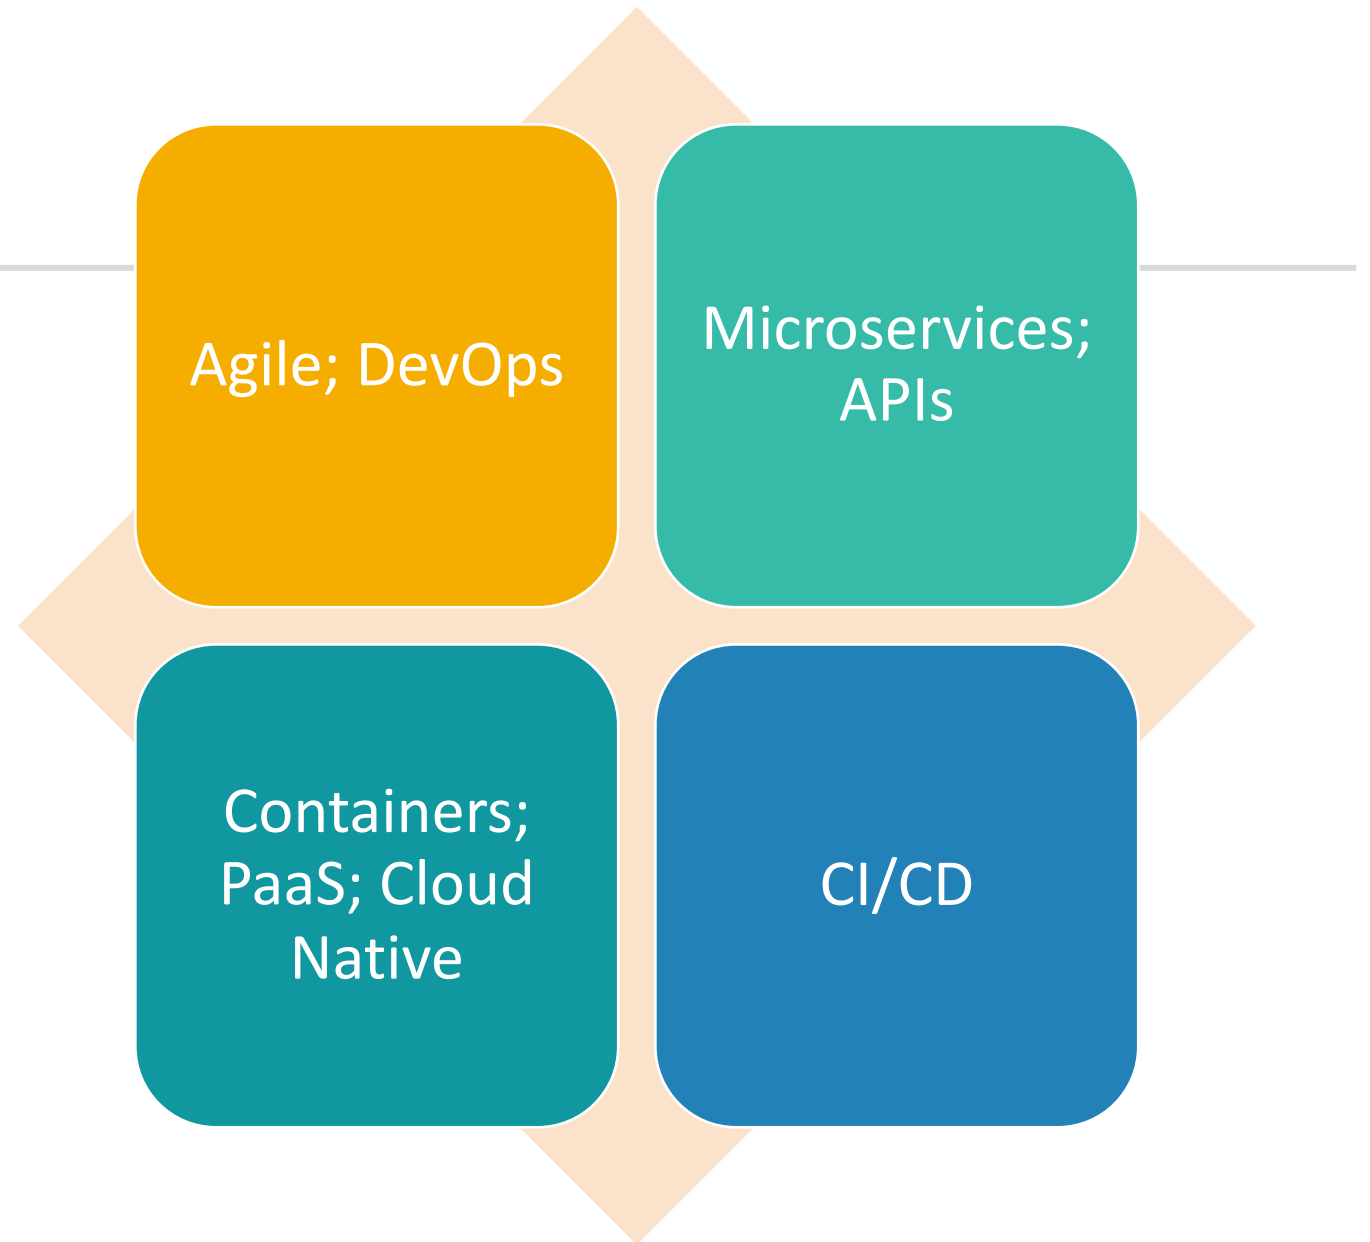 Agile; DevOps
Microservices;
APIs
Containers;
PaaS; Cloud
Native
CI/CD